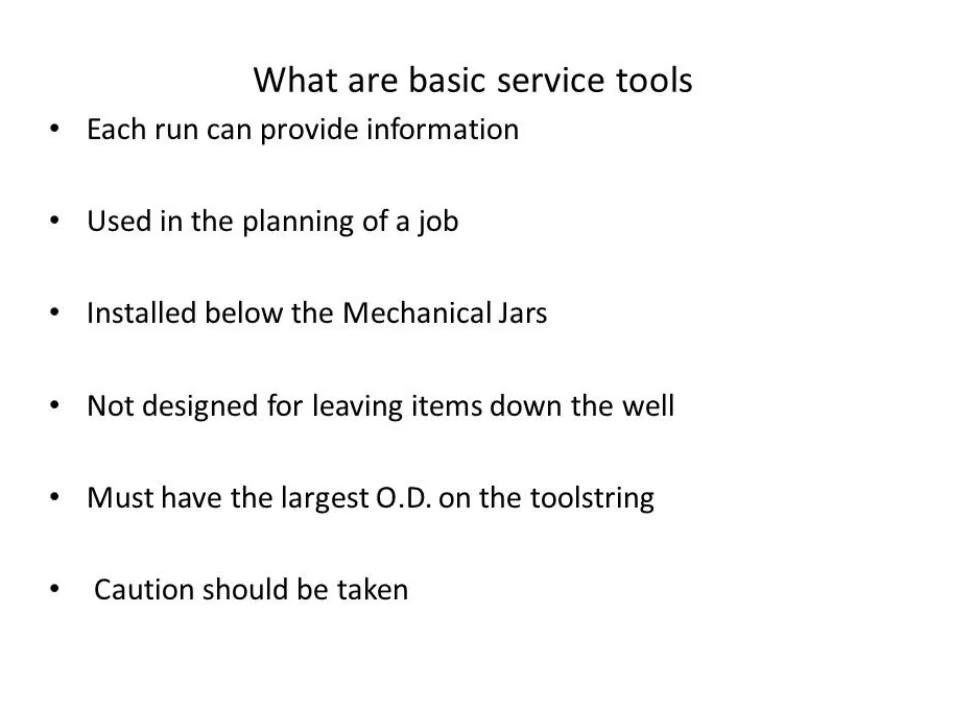 What are basic service tools
• Each run can provide information
• Used in the planning of a job
• Installed below the Mechanical Jars
• Not designed for leaving items down the well
• Must have the largest O.D. on the toolstring
• Caution should be taken